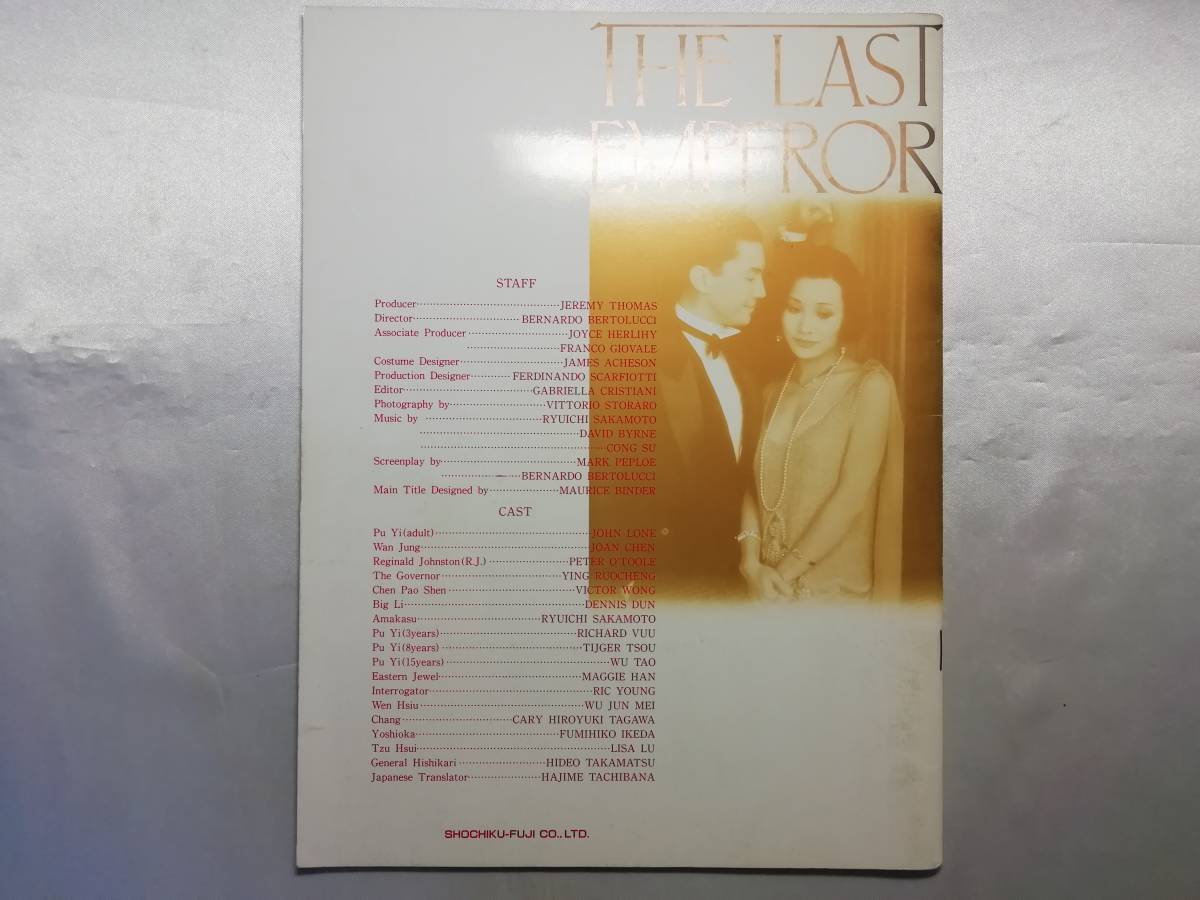 THE LAST
EMPEROR
STAFF
Producer························JEREMY THOMAS
Director························BERNARDO BERTOLUCCI
Associate Producer························JOYCE HERLIHY
························FRANCO GIOVALE
Costume Designer························JAMES ACHESON
Production Designer············FERDINANDO SCARFIOTTI
Editor························GABRIELLA CRISTIANI
Photography by························VITTORIO STORARO
Music by ························RYUICHI SAKAMOTO
························DAVID BYRNE
························CONG SU
Screenplay by························MARK PEPLOE
························BERNARDO BERTOLUCCI
Main Title Designed by··················MAURICE BINDER
CAST
Pu Yi(adult)························JOHN LONE
Wan Jung························JOAN CHEN
Reginald Johnston(R.J.)··················PETER O'TOOLE
The Governor························YING RUOCHENG
Chen Pao Shen························VICTOR WONG
Big Li························DENNIS DUN
Amakasu························RYUICHI SAKAMOTO
Pu Yi(3years)························RICHARD VUU
Pu Yi(8years)························TIJGER TSOU
Pu Yi(15years)························WU TAO
Eastern Jewel························MAGGIE HAN
Interrogator························RIC YOUNG
Wen Hsiu························WU JUN MEI
Chang························CARY HIROYUKI TAGAWA
Yoshioka························FUMIHIKO IKEDA
Tzu Hsui························LISA LU
General Hishikari························HIDEO TAKAMATSU
Japanese Translator··················HAJIME TACHIBANA
SHOCHIKU-FUJI CO.,LTD.